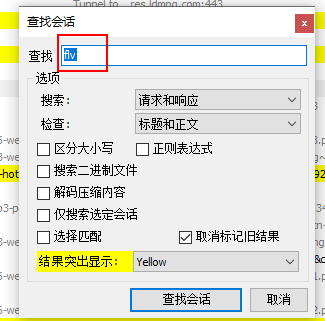 Tunnel to
res.ldmnq.com:443
查找会话
查找
flv
选项
搜索：
请求和响应
检查：
标题和正文
区分大小写
正则表达式
搜索二进制文件
解码压缩内容
仅搜索选定会话
选择匹配
取消标记旧结果
结果突出显示：
Yellow
查找会话
取消